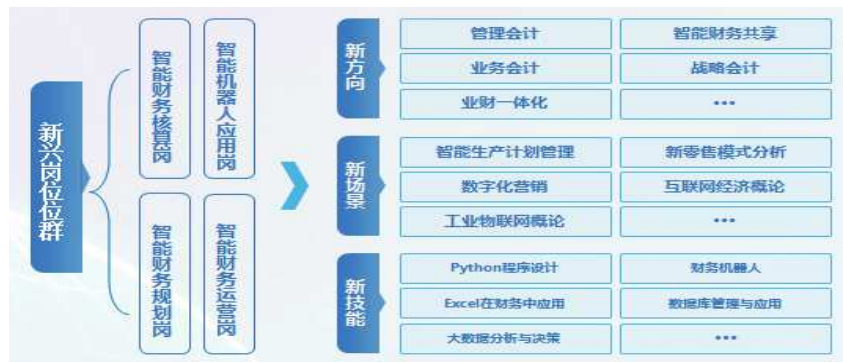 新兴岗位位群
智能财务核算岗
智能机器人应用岗
智能财务规划岗
智能财务运营岗
新方向
管理会计
智能财务共享
业务会计
战略会计
业财一体化
•••
新场景
智能生产计划管理
新零售模式分析
数字化营销
互联网经济概论
工业物联网概论
•••
新技能
Python程序设计
财务机器人
Excel在财务中应用
数据库管理与应用
大数据分析与决策
•••